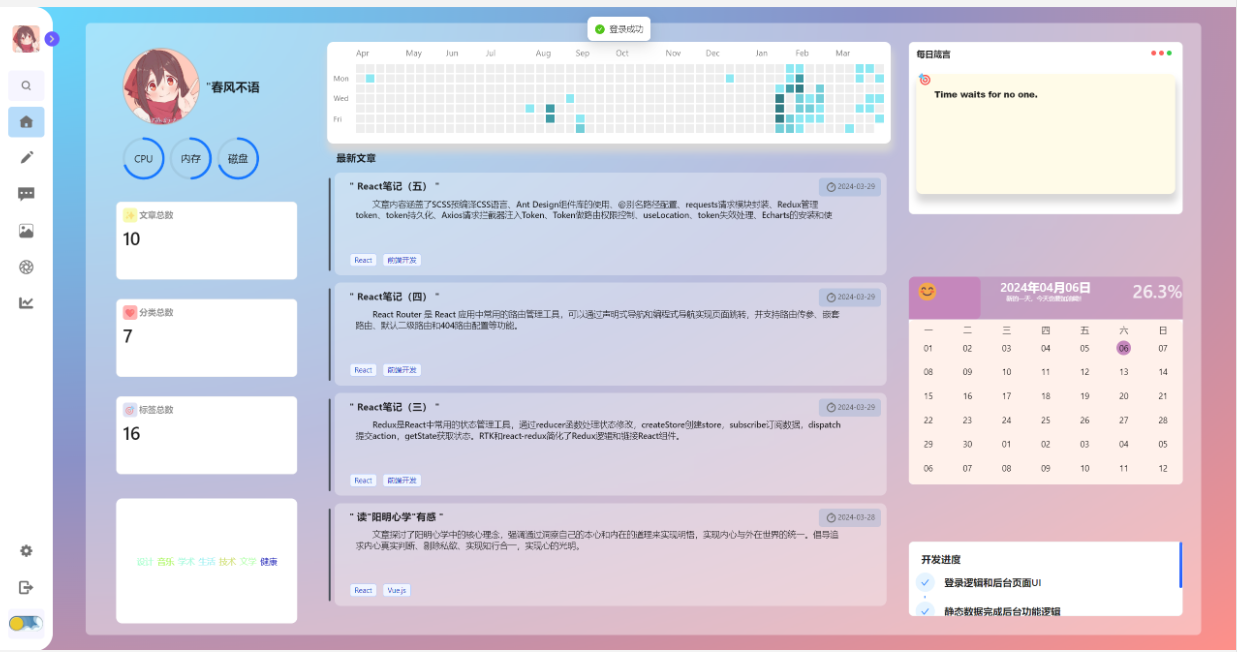 登录成功
"春风不语
CPU
内存
磁盘
文章总数
10
分类总数
7
标签总数
16
设计 音乐 学术 生活 技术 文学 健康
Apr May Jun Jul Aug Sep Oct Nov Dec Jan Feb Mar
Mon
Wed
Fri
最新文章
" React笔记（五） "
2024-03-29
文章内容涵盖了SCSS预编译CSS语言、Ant Design组件库的使用、@别名路径配置、requests请求模块封装、Redux管理
token、token持久化、Axios请求拦截器注入Token、Token做路由权限控制、useLocation、token失效处理、Echarts的安装和使
React 前端开发
" React笔记（四） "
2024-03-29
React Router 是 React 应用中常用的路由管理工具，可以通过声明式导航和编程式导航实现页面跳转，并支持路由传参、嵌套
路由、默认二级路由和404路由配置等功能。
React 前端开发
" React笔记（三） "
2024-03-29
Redux是React中常用的状态管理工具，通过reducer函数处理状态修改，createStore创建store，subscribe订阅数据，dispatch
提交action，getState获取状态。RTK和react-redux简化了Redux逻辑和链接React组件。
React 前端开发
" 读"阳明心学"有感 "
2024-03-28
文章探讨了阳明心学中的核心理念，强调通过洞察自己的本心和内在的道理来实现明悟，实现内心与外在世界的统一。倡导追
求内心真实判断、剔除私欲、实现知行合一，实现心的光明。
React Vue.js
每日箴言
Time waits for no one.
2024年04月06日
26.3%
一 二 三 四 五 六 日
01 02 03 04 05 06 07
08 09 10 11 12 13 14
15 16 17 18 19 20 21
22 23 24 25 26 27 28
29 30 01 02 03 04 05
06 07 08 09 10 11 12
开发进度
登录逻辑和后台页面UI
静态数据完成后台功能逻辑